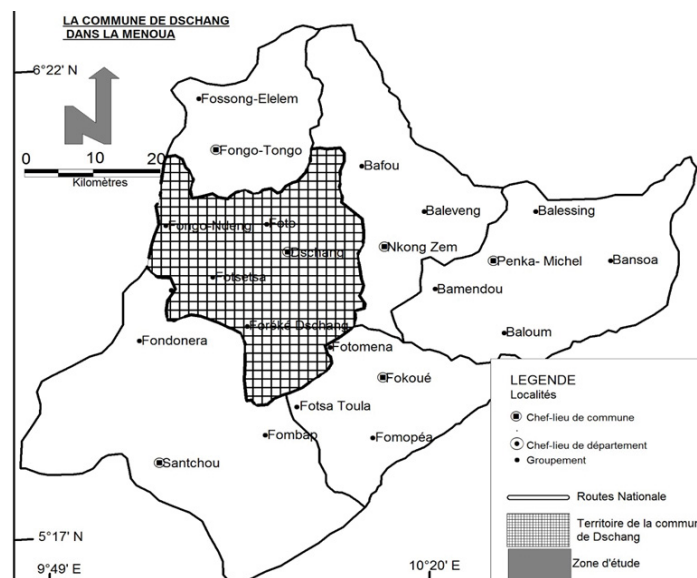 LA COMMUNE DE DSCHANG
DANS LA MENOUA
6°22' N
Fossong-Elelem
Fongo-Tongo
0 10 20
Kilomètres
Bafou
Baleveng
Balessing
Fongo-Ndeng
Foto
Dschang
Nkong Zem
Penka- Michel
Bansoa
Fotsetsa
Bamendou
Foréké Dschang
Baloum
Fondonera
Fotomena
Fokoué
Fotsa Toula
Fombap
Fomopéa
Santchou
LEGENDE
Localités
Chef-lieu de commune
Chef-lieu de département
Groupement
Routes Nationale
Territoire de la commun
de Dschang
Zone d'étude
5°17' N
9°49' E
10°20' E